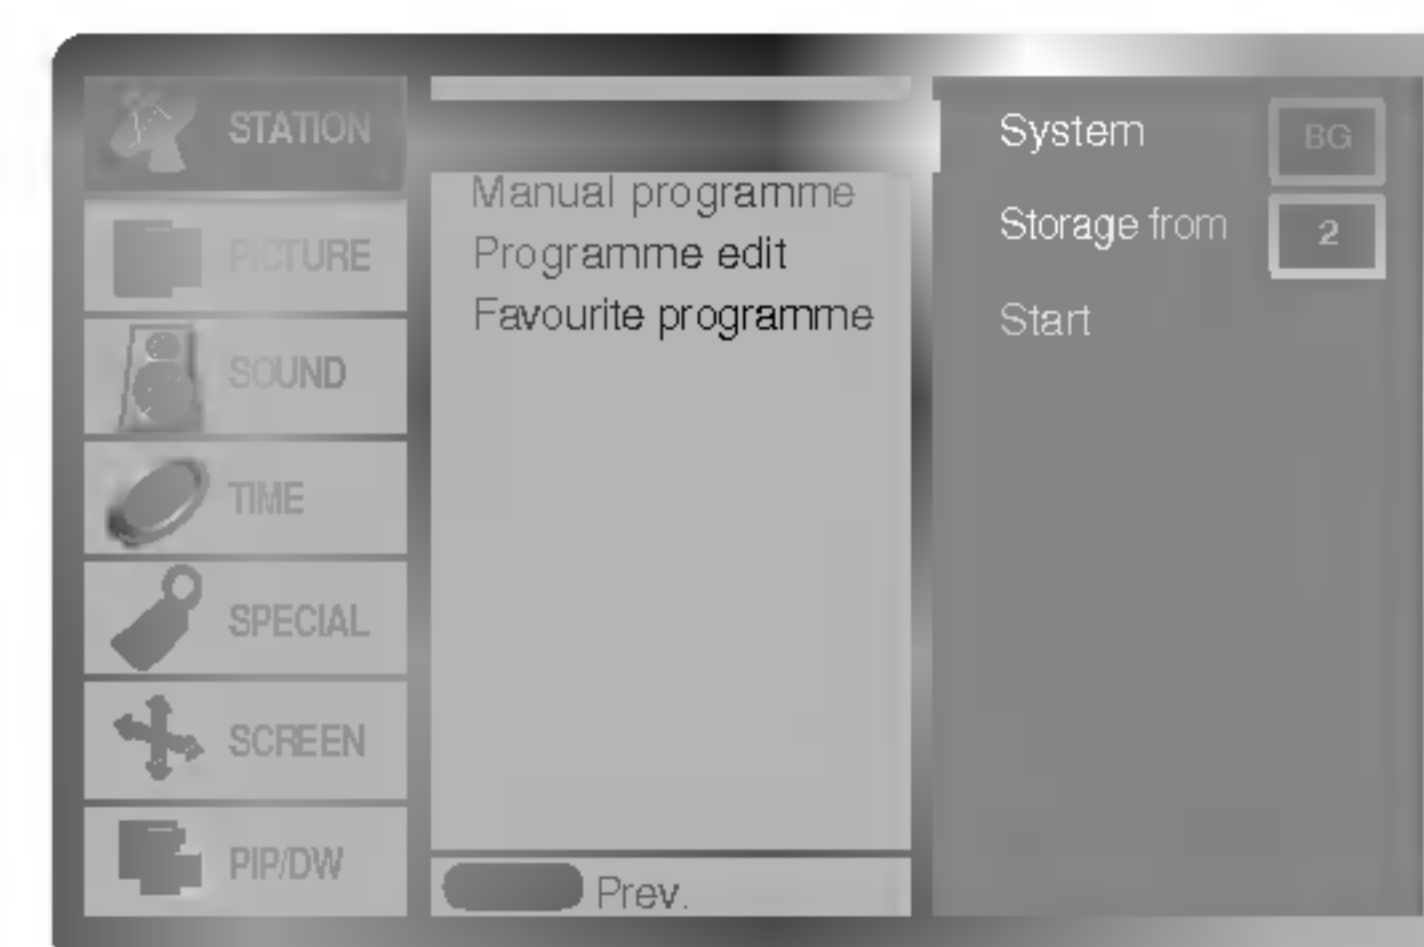 STATION
PICTURE
SOUND
TIME
SPECIAL
SCREEN
PIP/DW
Manual programme
Programme edit
Favourite programme
Prev.
System BG
Storage from 2
Start